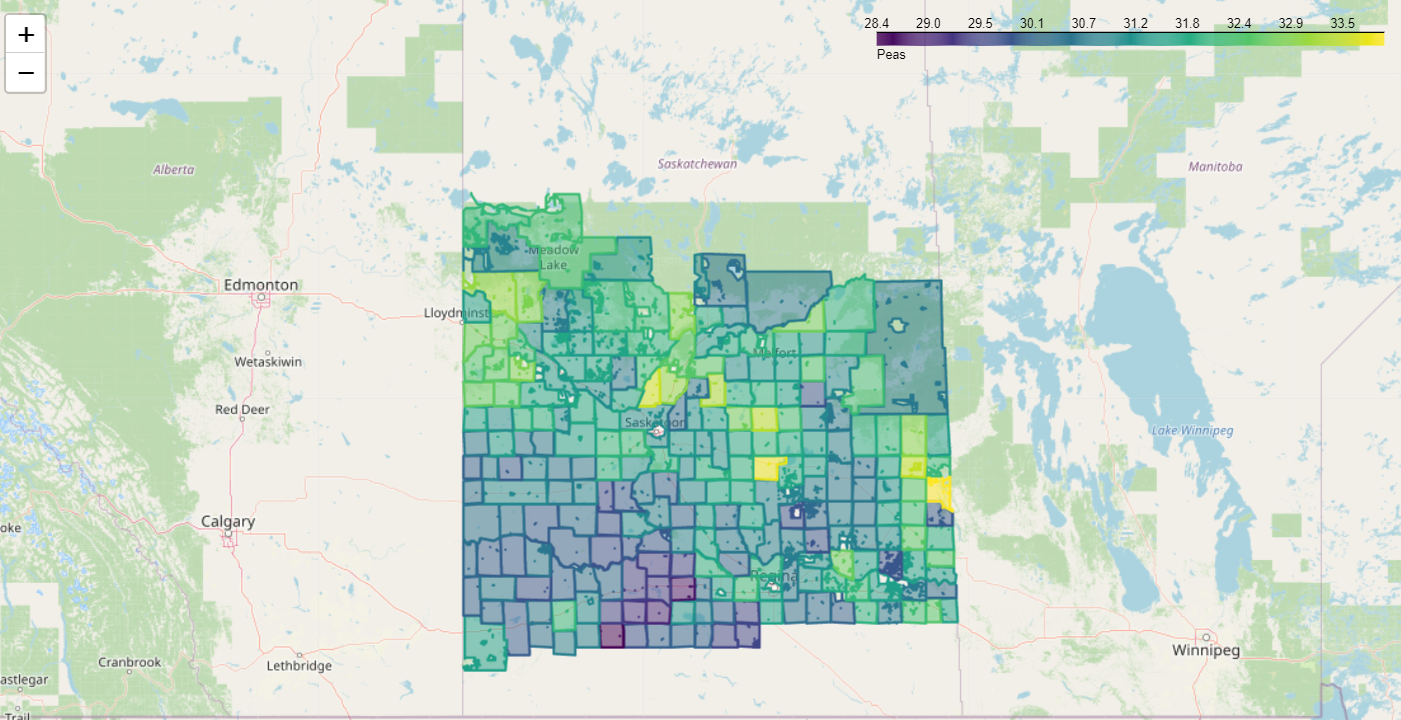 +
−
28.4 29.0 29.5 30.1 30.7 31.2 31.8 32.4 32.9 33.5
Peas
Alberta
Saskatchewan
Manitoba
Meadow
Lake
Edmonton
Lloydminst
Wetaskiwin
Melfort
Red Deer
Saskatoon
Lake Winnipeg
Calgary
oke
Regina
Winnipeg
Cranbrook
Lethbridge
astlegar
Trail